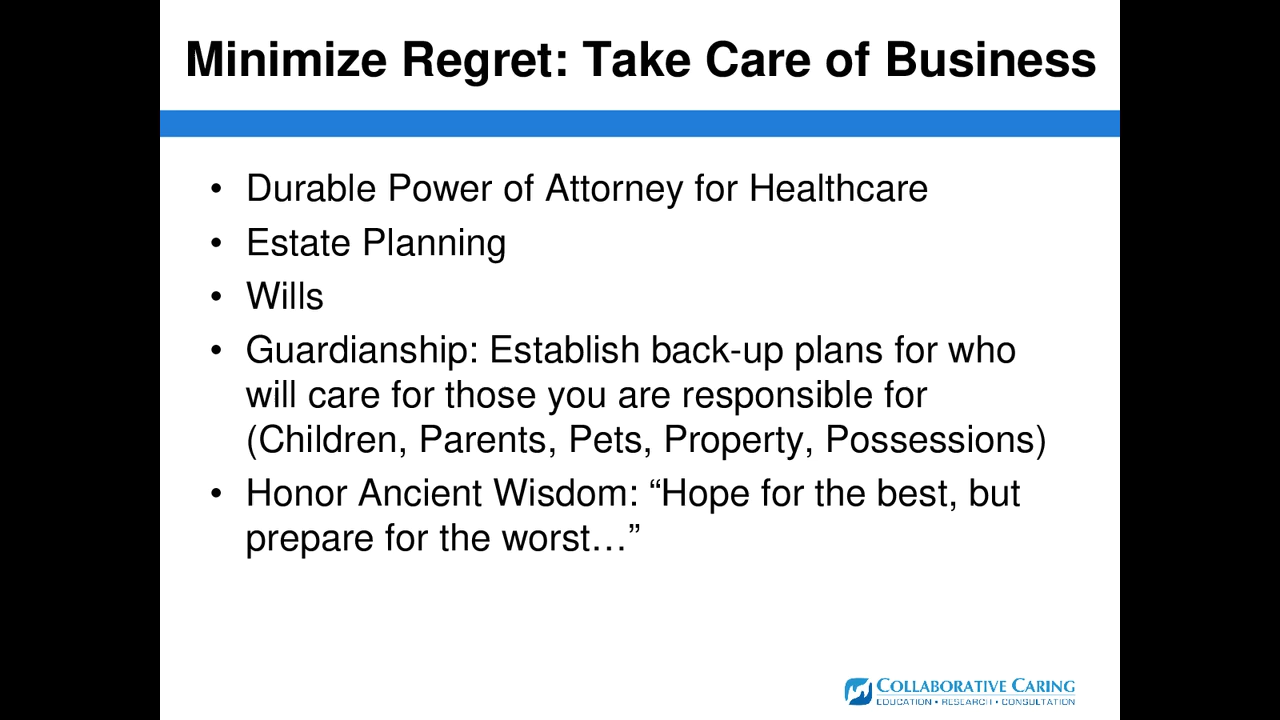 Minimize Regret: Take Care of Business
• Durable Power of Attorney for Healthcare
• Estate Planning
• Wills
• Guardianship: Establish back-up plans for who
will care for those you are responsible for
(Children, Parents, Pets, Property, Possessions)
• Honor Ancient Wisdom: “Hope for the best, but
prepare for the worst…”
COLLABORATIVE CARING
EDUCATION • RESEARCH • CONSULTATION